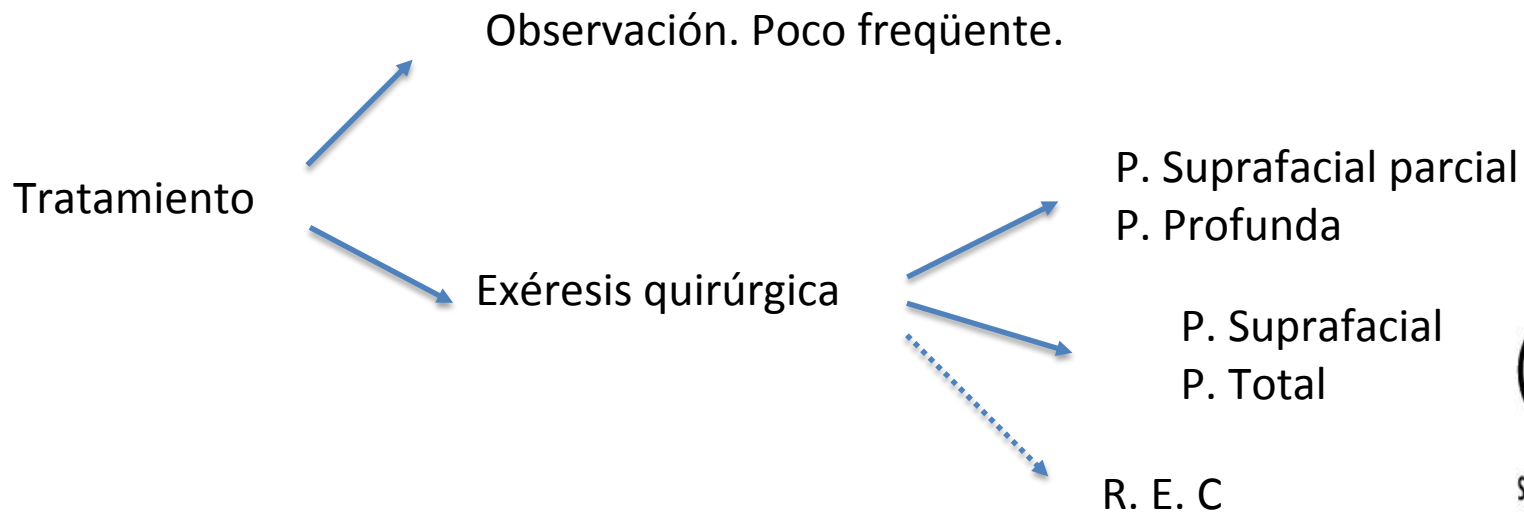 Observación. Poco freqüente.
Tratamiento
Exéresis quirúrgica
P. Suprafacial parcial
P. Profunda
P. Suprafacial
P. Total
R. E. C